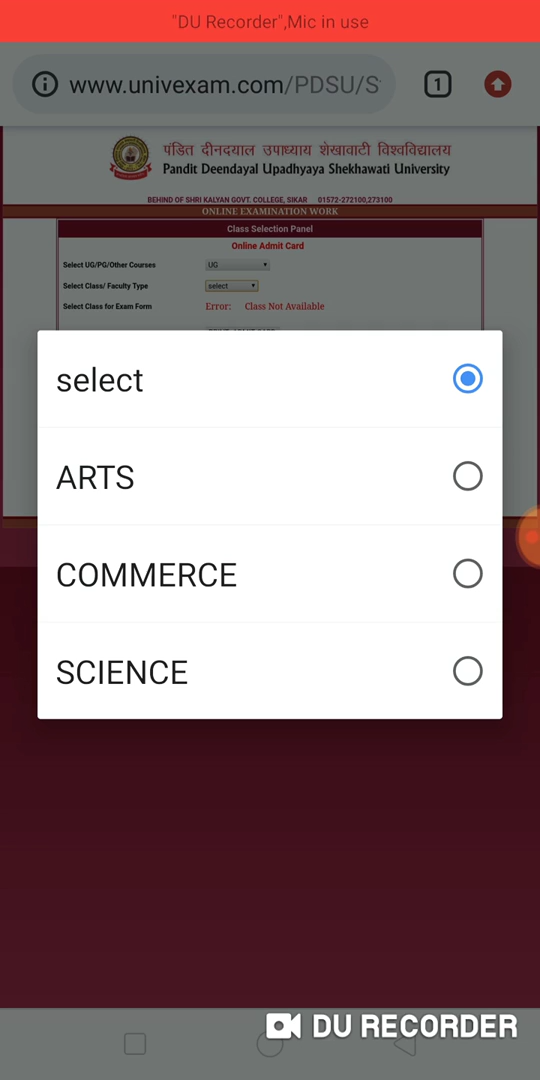 "DU Recorder",Mic in use
www.univexam.com/PDSU/S
1
पंडित दीनदयाल उपाध्याय शेखावाटी विश्वविद्यालय
Pandit Deendayal Upadhyaya Shekhawati University
BEHIND OF SHRI KALYAN GOVT. COLLEGE, SIKAR 01572-272100,273100
ONLINE EXAMINATION WORK
Class Selection Panel
Online Admit Card
Select UG/PG/Other Courses UG
Select Class/ Faculty Type select
Select Class for Exam Form Error: Class Not Available
select
ARTS
COMMERCE
SCIENCE
DU RECORDER